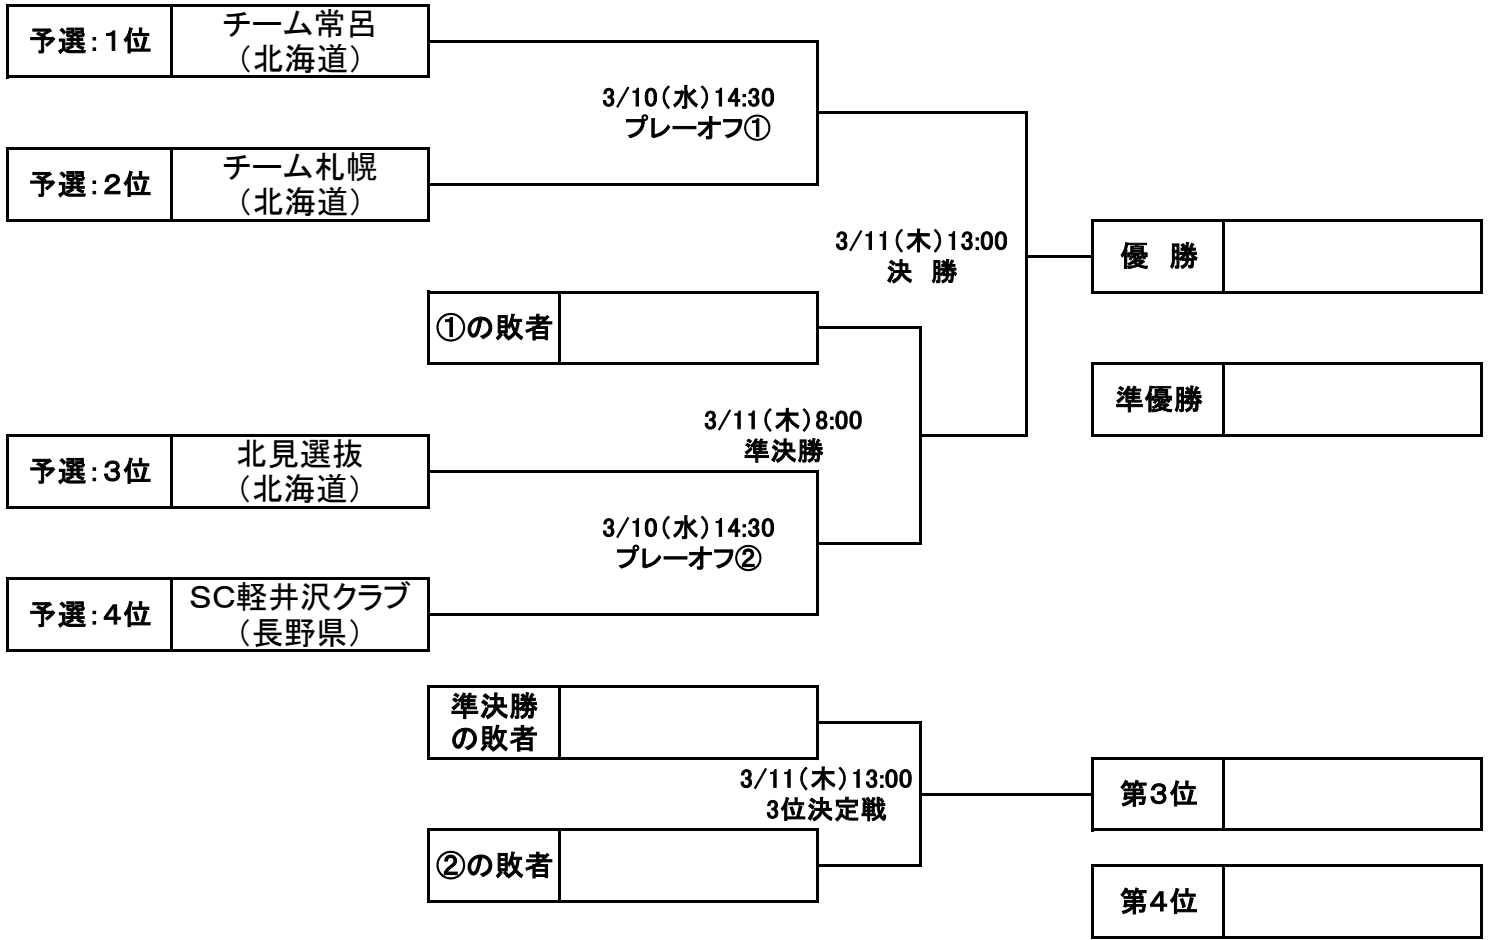 予選：１位
チーム常呂
（北海道）
3/10（水）14:30
プレーオフ①
予選：２位
チーム札幌
（北海道）
3/11（木）13:00
決　勝
優　勝
①の敗者
準優勝
3/11（木）8:00
準決勝
予選：３位
北見選抜
（北海道）
3/10（水）14:30
プレーオフ②
予選：４位
SC軽井沢クラブ
（長野県）
準決勝
の敗者
3/11（木）13:00
3位決定戦
第３位
②の敗者
第４位